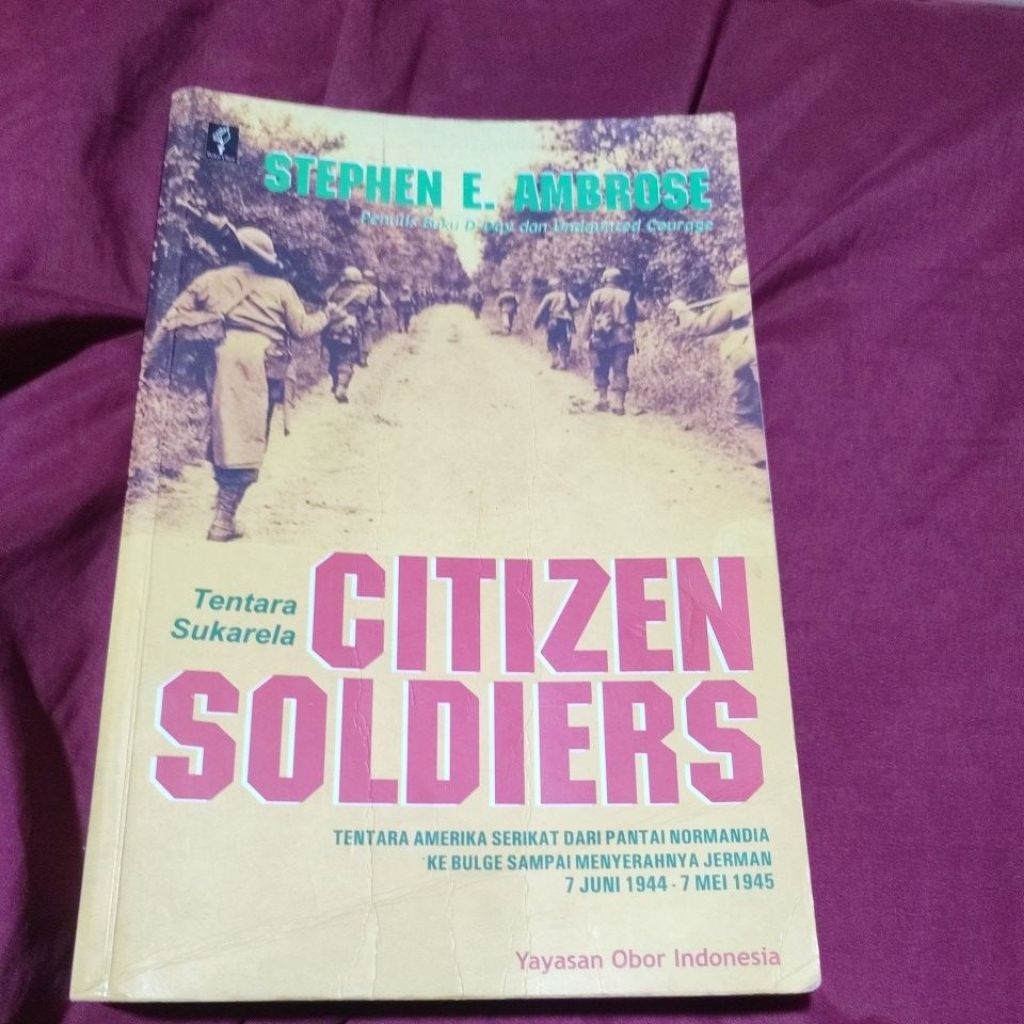 STEPHEN E. AMBROSE
Penulis Buku D-Day dan Undaunted Courage
Tentara
Sukarela
CITIZEN
SOLDIERS
TENTARA AMERIKA SERIKAT DARI PANTAI NORMANDIA
KE BULGE SAMPAI MENYERAHNYA JERMAN
7 JUNI 1944 - 7 MEI 1945
Yayasan Obor Indonesia